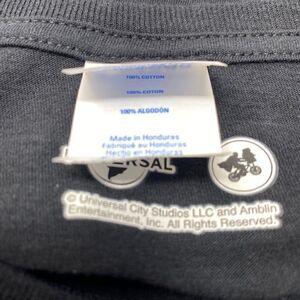 100% COTTON
100% COTON
100% ALGODÓN
Made in Honduras
Fabriqué au Honduras
Hecho en Honduras
© Universal City Studios LLC and Amblin
Entertainment, Inc. All Rights Reserved.